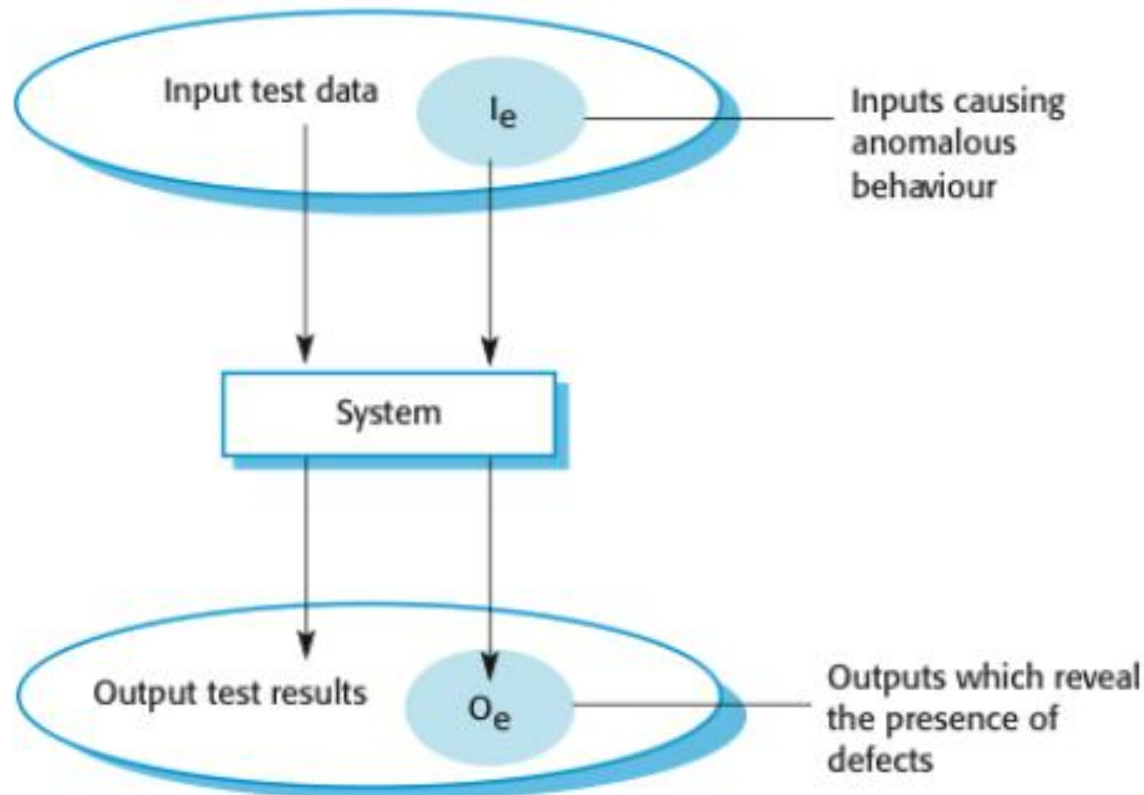 Input test data
Ie
Inputs causing
anomalous
behaviour
System
Output test results
Oe
Outputs which reveal
the presence of
defects